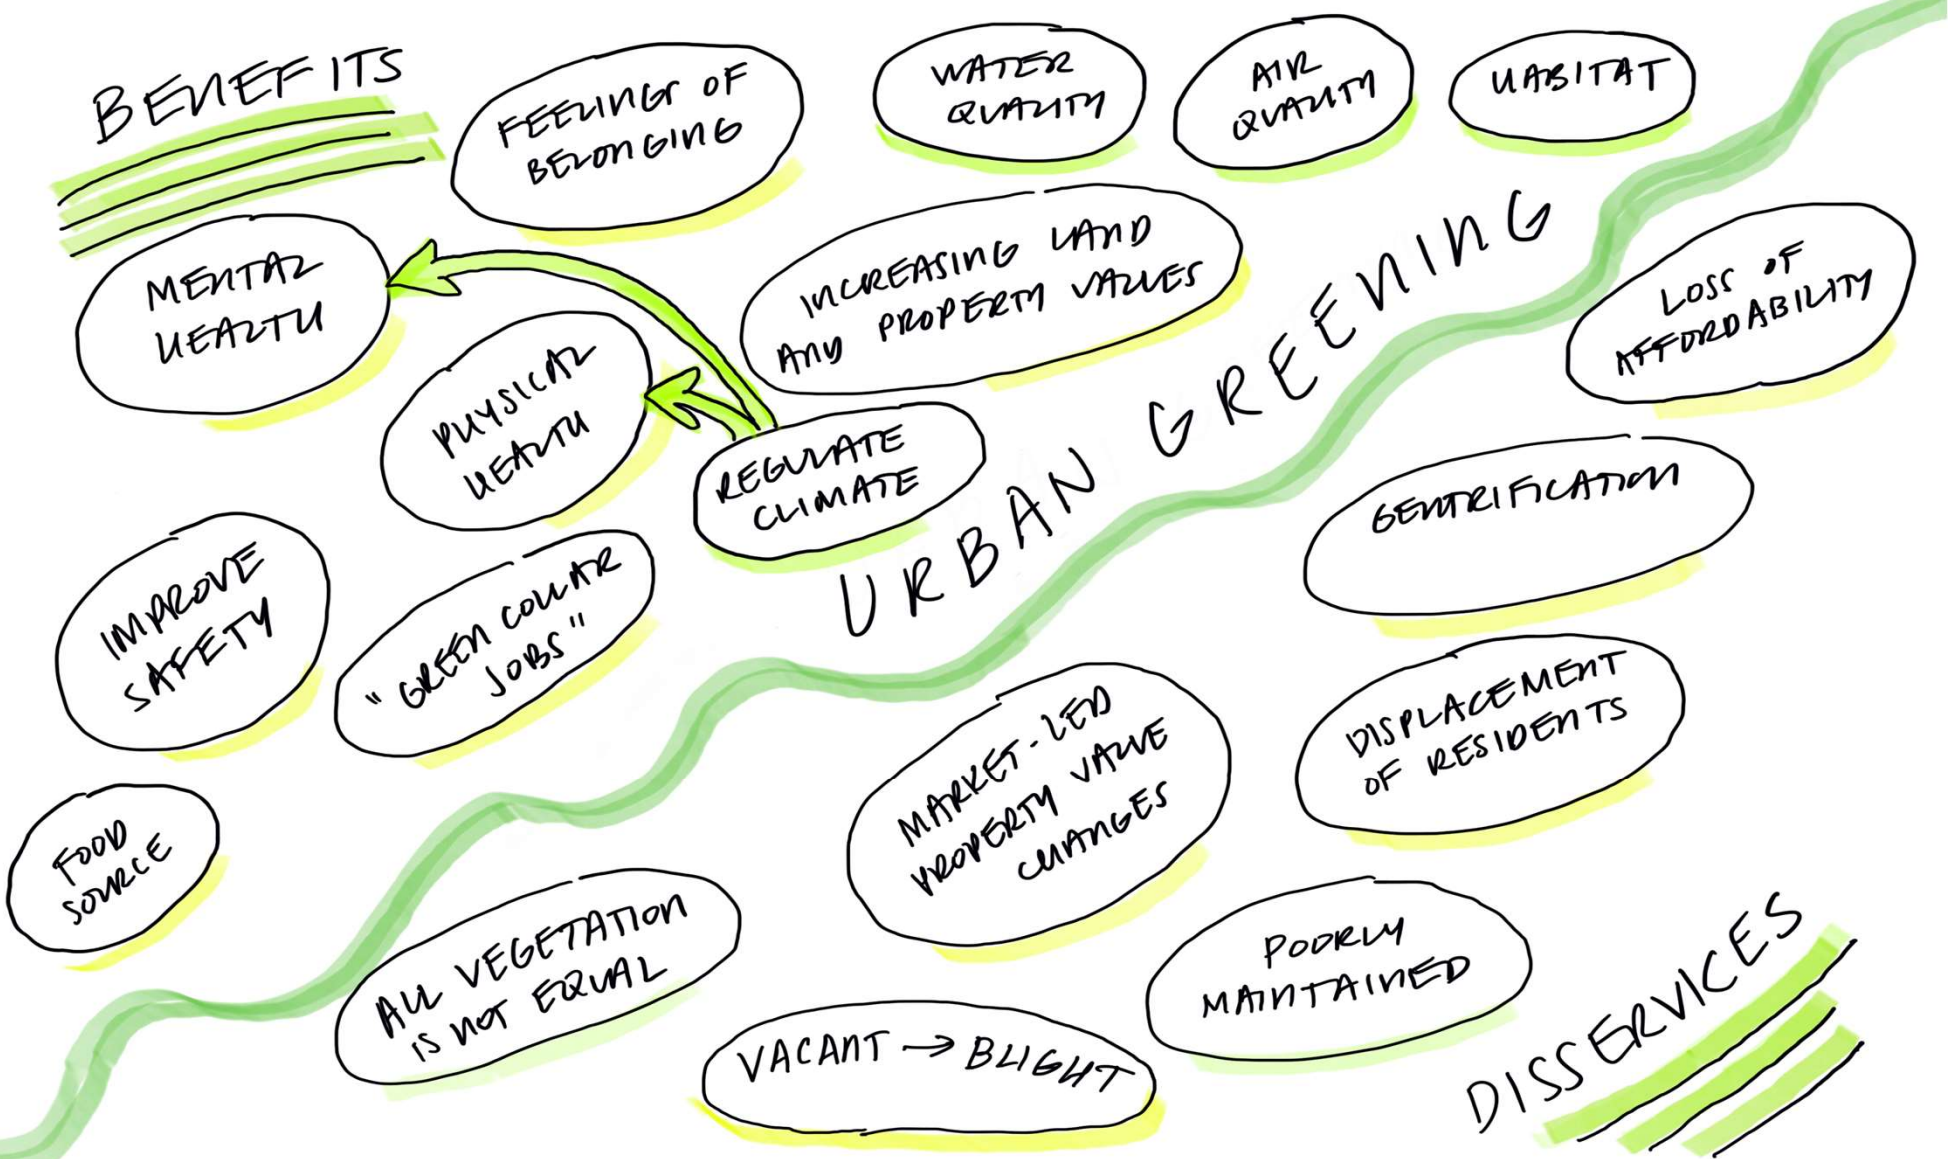 BENEFITS
FEELINGS OF
BELONGING
WATER
QUALITY
AIR
QUALITY
HABITAT
MENTAL
HEALTH
INCREASING LAND
AND PROPERTY VALUES
PHYSICAL
HEALTH
REGULATE
CLIMATE
IMPROVE
SAFETY
"GREEN COLLAR
JOBS"
FOOD
SOURCE
URBAN GREENING
LOSS OF
AFFORDABILITY
GENTRIFICATION
DISPLACEMENT
OF RESIDENTS
MARKET-LED
PROPERTY VALUE
CHANGES
ALL VEGETATION
IS NOT EQUAL
POORLY
MAINTAINED
VACANT → BLIGHT
DISSERVICES